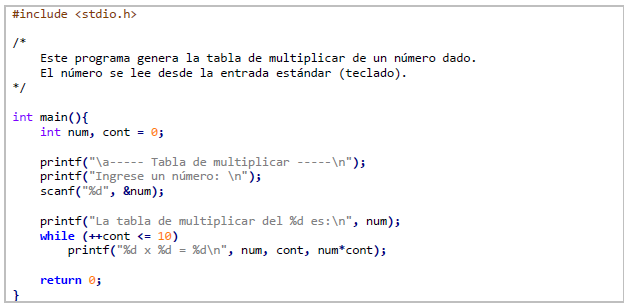 #include <stdio.h>
/*
    Este programa genera la tabla de multiplicar de un número dado.
    El número se lee desde la entrada estándar (teclado).
*/
int main(){
    int num, cont = 0;
    printf("\a----- Tabla de multiplicar -----\n");
    printf("Ingrese un número: \n");
    scanf("%d", &num);
    printf("La tabla de multiplicar del %d es:\n", num);
    while (++cont <= 10)
        printf("%d x %d = %d\n", num, cont, num*cont);
    return 0;
}